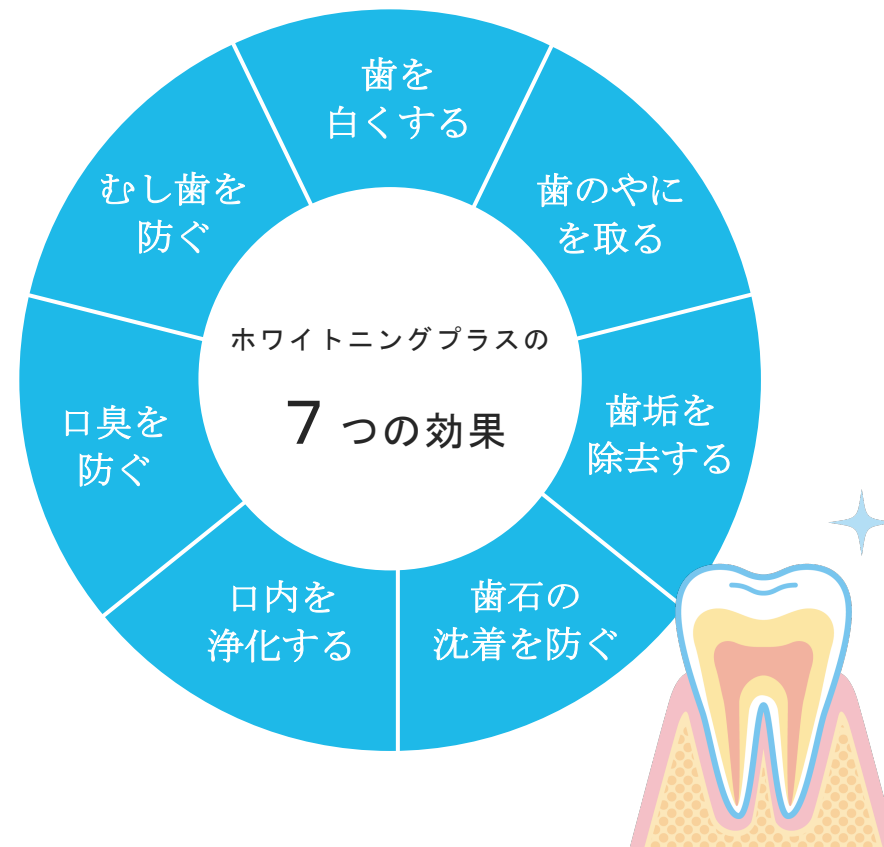 ホワイトニングプラスの
7つの効果
歯を
白くする
歯のやに
を取る
歯垢を
除去する
歯石の
沈着を防ぐ
口内を
浄化する
口臭を
防ぐ
むし歯を
防ぐ